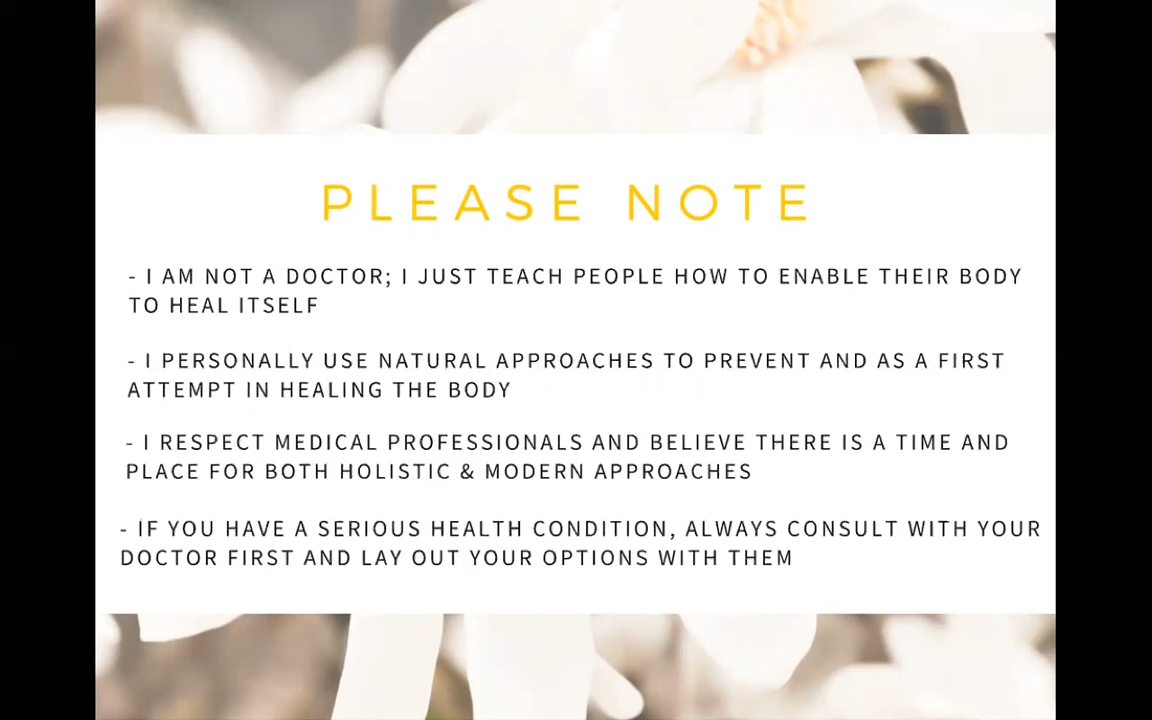 PLEASE NOTE
- I AM NOT A DOCTOR; I JUST TEACH PEOPLE HOW TO ENABLE THEIR BODY
TO HEAL ITSELF
- I PERSONALLY USE NATURAL APPROACHES TO PREVENT AND AS A FIRST
ATTEMPT IN HEALING THE BODY
- I RESPECT MEDICAL PROFESSIONALS AND BELIEVE THERE IS A TIME AND
PLACE FOR BOTH HOLISTIC & MODERN APPROACHES
- IF YOU HAVE A SERIOUS HEALTH CONDITION, ALWAYS CONSULT WITH YOUR
DOCTOR FIRST AND LAY OUT YOUR OPTIONS WITH THEM